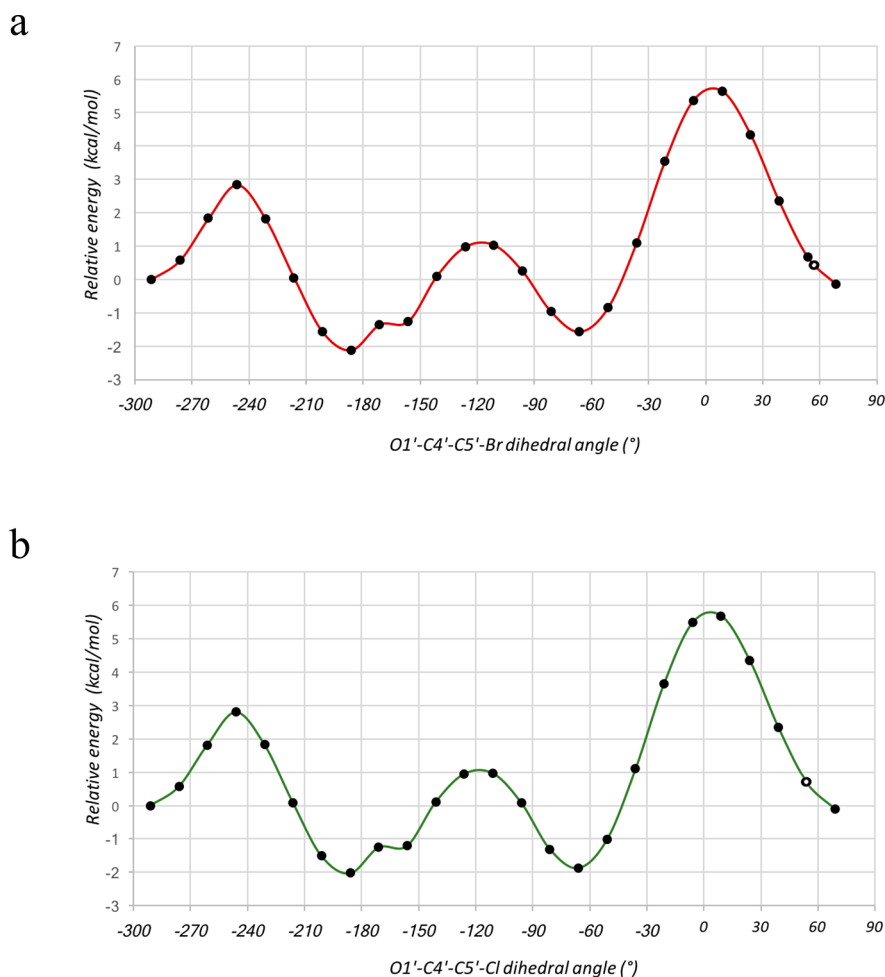 a
7
6
5
4
3
2
1
0
-1
-2
-3
Relative energy (kcal/mol)
-300 -270 -240 -210 -180 -150 -120 -90 -60 -30 0 30 60 90
O1'-C4'-C5'-Br dihedral angle (°)
b
7
6
5
4
3
2
1
0
-1
-2
-3
Relative energy (kcal/mol)
-300 -270 -240 -210 -180 -150 -120 -90 -60 -30 0 30 60 90
O1'-C4'-C5'-Cl dihedral angle (°)